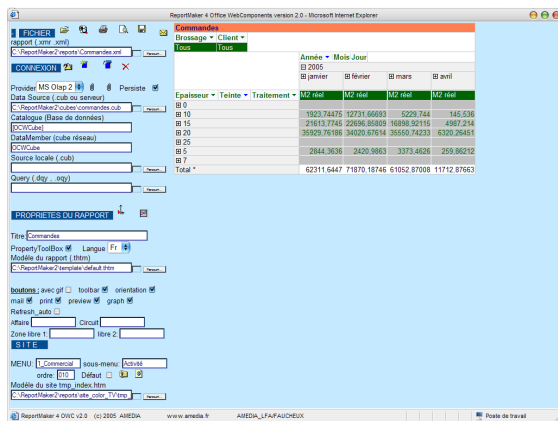 ReportMaker 4 Office WebComponents version 2.0 - Microsoft Internet Explorer
FICHIER
rapport (.xmr .xml)
C:\ReportMaker2\reports\Commandes.xml
CONNEXION
Provider MS Olap 2 Persiste
Data Source (.cub ou serveur)
C:\ReportMaker2\cubes\commandes.cub
Catalogue (Base de données)
[OCWCube]
DataMember (cube réseau)
OCWCube
Source locale (.cub)
Query (.dqy , .oqy)
PROPRIETES DU RAPPORT
Titre: Commandes
PropertyToolBox Langue Fr
Modèle du rapport (.thtm)
C:\ReportMaker2\template\default.thtm
boutons : avec gif toolbar orientation
mail print preview graph
Refresh_auto
Affaire Circuit
Zone libre 1: libre 2:
SITE
MENU: 1_Commercial sous-menu: Activité
ordre: 010 Défaut
Modèle du site tmp_index.htm
C:\ReportMaker2\reports\site_color_TV\tmp_
Commandes
Brossage Client
Tous Tous
Année Mois Jour
2005
janvier février mars avril
Epaisseur Teinte Traitement M2 réel M2 réel M2 réel M2 réel
0
10 1923,74475 12731,66693 5229,744 145,536
15 21613,7745 22696,85809 16898,92115 4987,214
20 35929,76186 34020,67614 35550,74233 6320,26451
25
5 2844,3636 2420,9863 3373,4626 259,86212
7
Total * 62311,6447 71870,18746 61052,87008 11712,87663
ReportMaker 4 OWC v2.0 (c) 2005 AMEDIA www.amedia.fr AMEDIA_LFA/FAUCHEUX Poste de travail